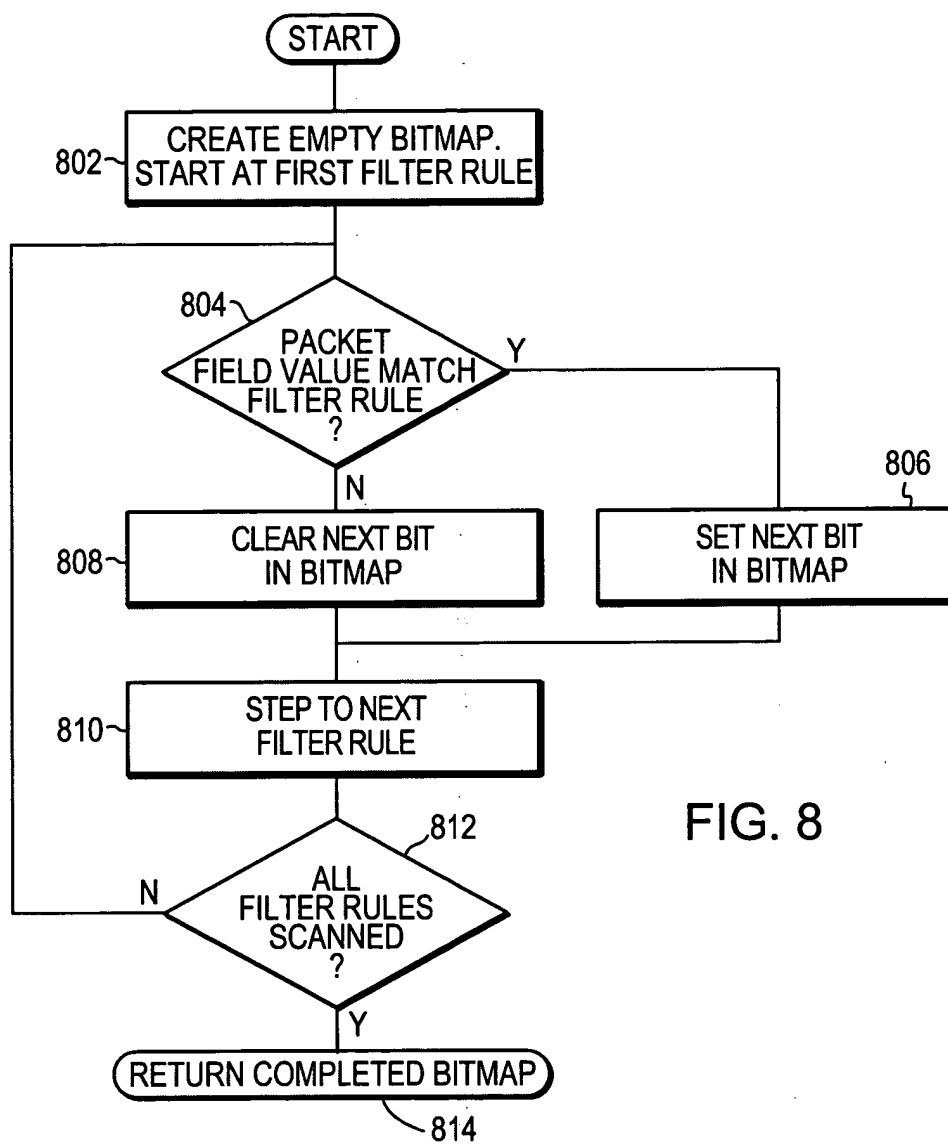 START
802
CREATE EMPTY BITMAP.
START AT FIRST FILTER RULE
804
PACKET
FIELD VALUE MATCH
FILTER RULE
?
Y
N
806
808
CLEAR NEXT BIT
IN BITMAP
SET NEXT BIT
IN BITMAP
810
STEP TO NEXT
FILTER RULE
FIG. 8
812
N
ALL
FILTER RULES
SCANNED
?
Y
RETURN COMPLETED BITMAP
814